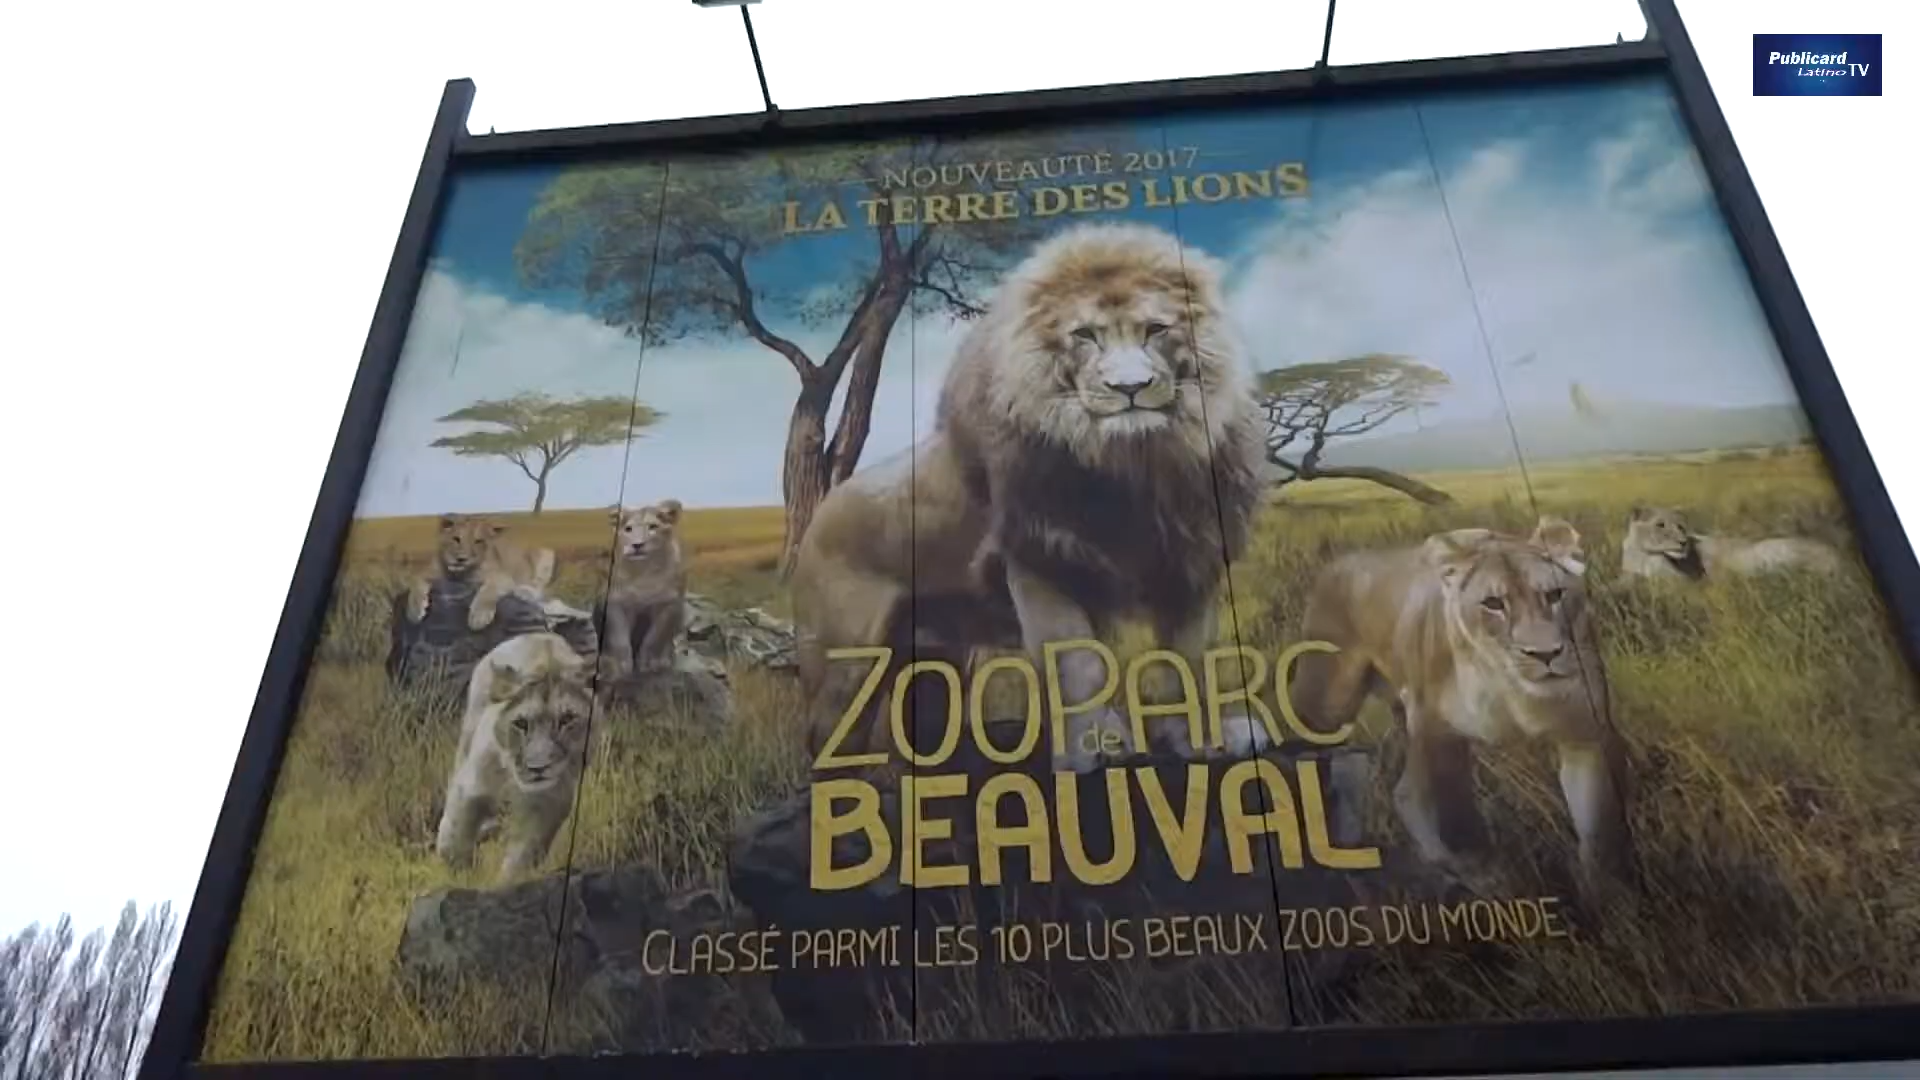 Publicard
Latino TV
NOUVEAUTÉ 2017
LA TERRE DES LIONS
ZOOPARC
de
BEAUVAL
CLASSÉ PARMI LES 10 PLUS BEAUX ZOOS DU MONDE